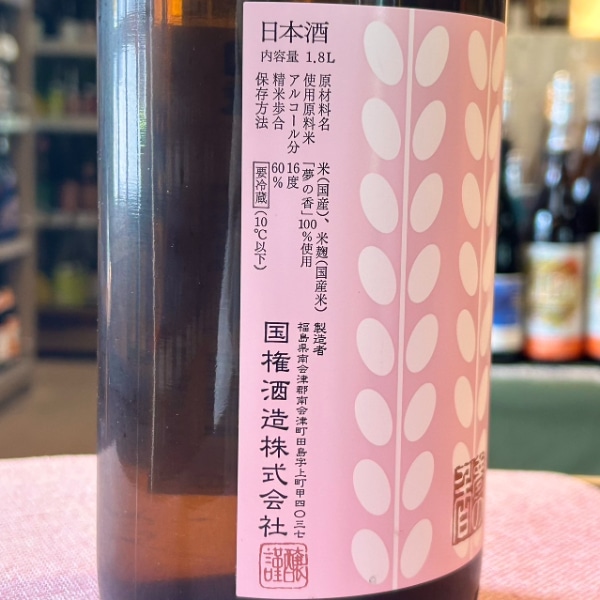 日本酒
内容量 1.8L
原材料名 米(国産)、米麹(国産米)
使用原料米 「夢の香」100%使用
アルコール分 16度
精米歩合 60%
保存方法 要冷蔵(10℃以下)
製造者
福島県南会津郡南会津町田島字上町甲四〇三七
国権酒造株式会社
謹醸